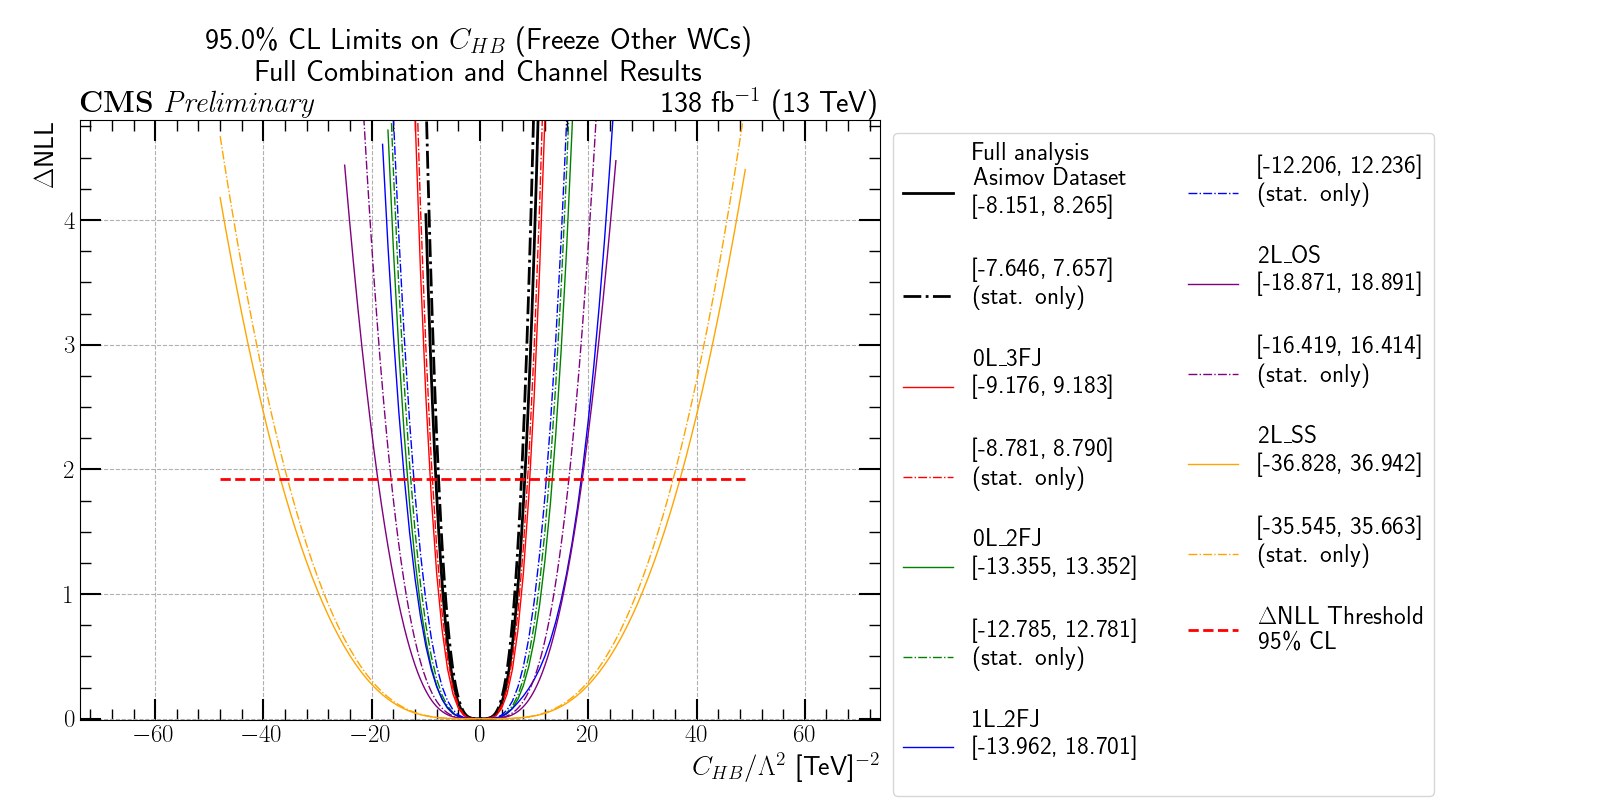 95.0% CL Limits on C_{HB} (Freeze Other WCs)
Full Combination and Channel Results
CMS Preliminary
138 fb^{-1} (13 TeV)
ΔNLL
4
3
2
1
0
−60
−40
−20
0
20
40
60
C_{HB}/Λ^2 [TeV]^{−2}
Full analysis
Asimov Dataset
[-8.151, 8.265]
[-7.646, 7.657]
(stat. only)
0L_3FJ
[-9.176, 9.183]
[-8.781, 8.790]
(stat. only)
0L_2FJ
[-13.355, 13.352]
[-12.785, 12.781]
(stat. only)
1L_2FJ
[-13.962, 18.701]
[-12.206, 12.236]
(stat. only)
2L_OS
[-18.871, 18.891]
[-16.419, 16.414]
(stat. only)
2L_SS
[-36.828, 36.942]
[-35.545, 35.663]
(stat. only)
ΔNLL Threshold
95% CL